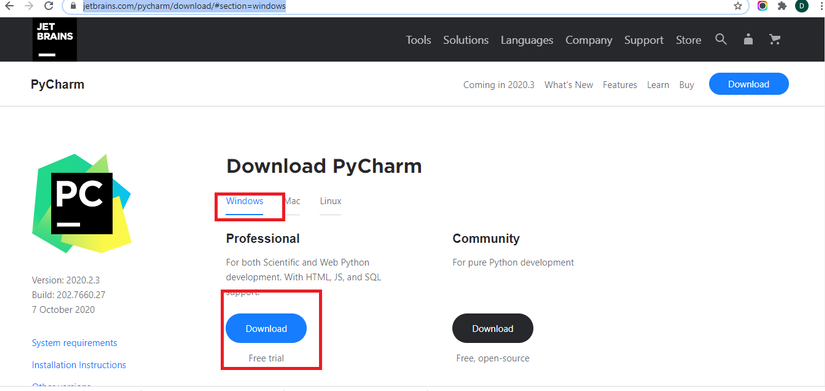 jetbrains.com/pycharm/download/#section=windows
D
JET
BRAINS
Tools Solutions Languages Company Support Store
PyCharm
Coming in 2020.3 What's New Features Learn Buy Download
PC
Download PyCharm
Windows Mac Linux
Professional
For both Scientific and Web Python
development. With HTML, JS, and SQL
support.
Download
Free trial
Community
For pure Python development
Download
Free, open-source
Version: 2020.2.3
Build: 202.7660.27
7 October 2020
System requirements
Installation Instructions
Other versions